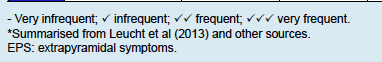 - Very infrequent; ✓ infrequent; ✓✓ frequent; ✓✓✓ very frequent.
*Summarised from Leucht et al (2013) and other sources.
EPS: extrapyramidal symptoms.